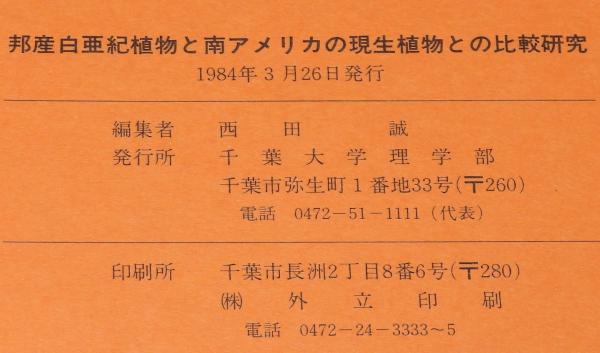 邦産白亜紀植物と南アメリカの現生植物との比較研究
1984年3月26日発行
編集者 西田 誠
発行所 千葉大学理学部
千葉市弥生町1番地33号(〒260)
電話 0472-51-1111(代表)
印刷所 千葉市長洲2丁目8番6号(〒280)
㈱ 外立印刷
電話 0472-24-3333~5